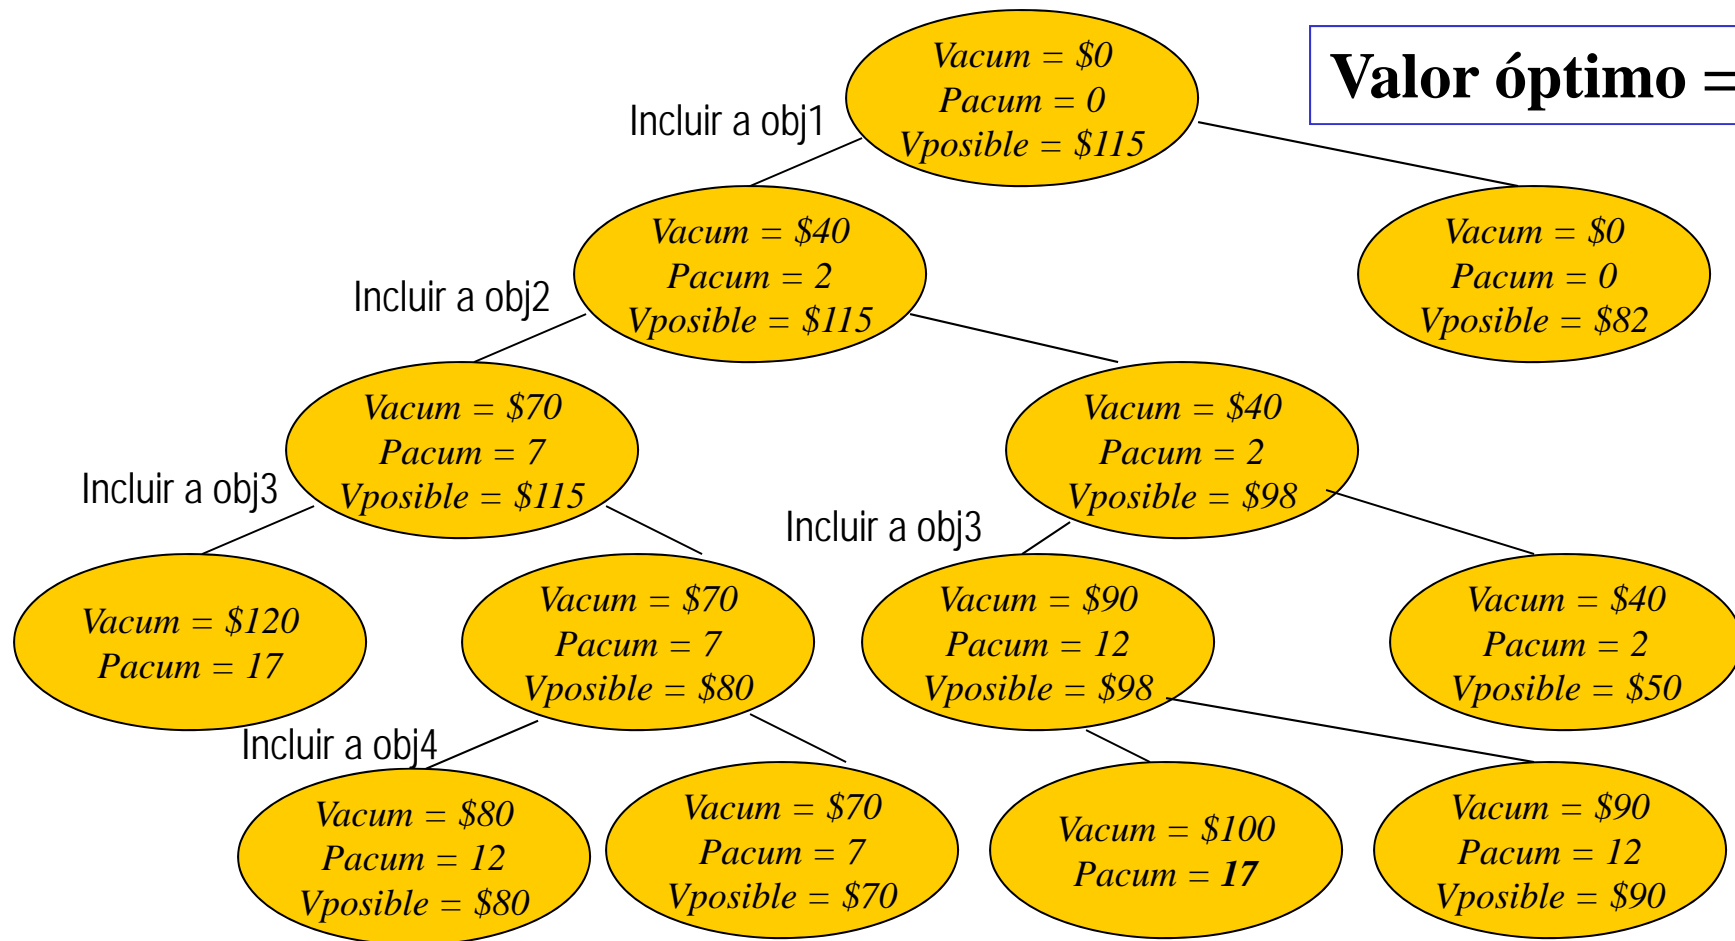 Vacum = $0
Pacum = 0
Vposible = $115
Valor óptimo =
Incluir a obj1
Vacum = $40
Pacum = 2
Vposible = $115
Vacum = $0
Pacum = 0
Vposible = $82
Incluir a obj2
Vacum = $70
Pacum = 7
Vposible = $115
Vacum = $40
Pacum = 2
Vposible = $98
Incluir a obj3
Incluir a obj3
Vacum = $120
Pacum = 17
Vacum = $70
Pacum = 7
Vposible = $80
Vacum = $90
Pacum = 12
Vposible = $98
Vacum = $40
Pacum = 2
Vposible = $50
Incluir a obj4
Vacum = $80
Pacum = 12
Vposible = $80
Vacum = $70
Pacum = 7
Vposible = $70
Vacum = $100
Pacum = 17
Vacum = $90
Pacum = 12
Vposible = $90